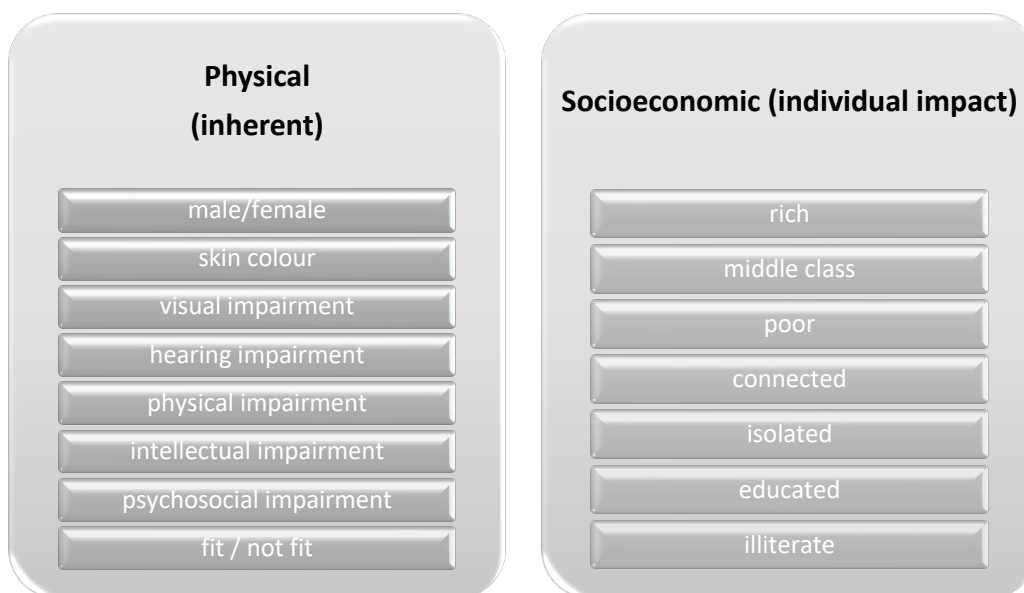 Physical
(inherent)
male/female
skin colour
visual impairment
hearing impairment
physical impairment
intellectual impairment
psychosocial impairment
fit / not fit
Socioeconomic (individual impact)
rich
middle class
poor
connected
isolated
educated
illiterate